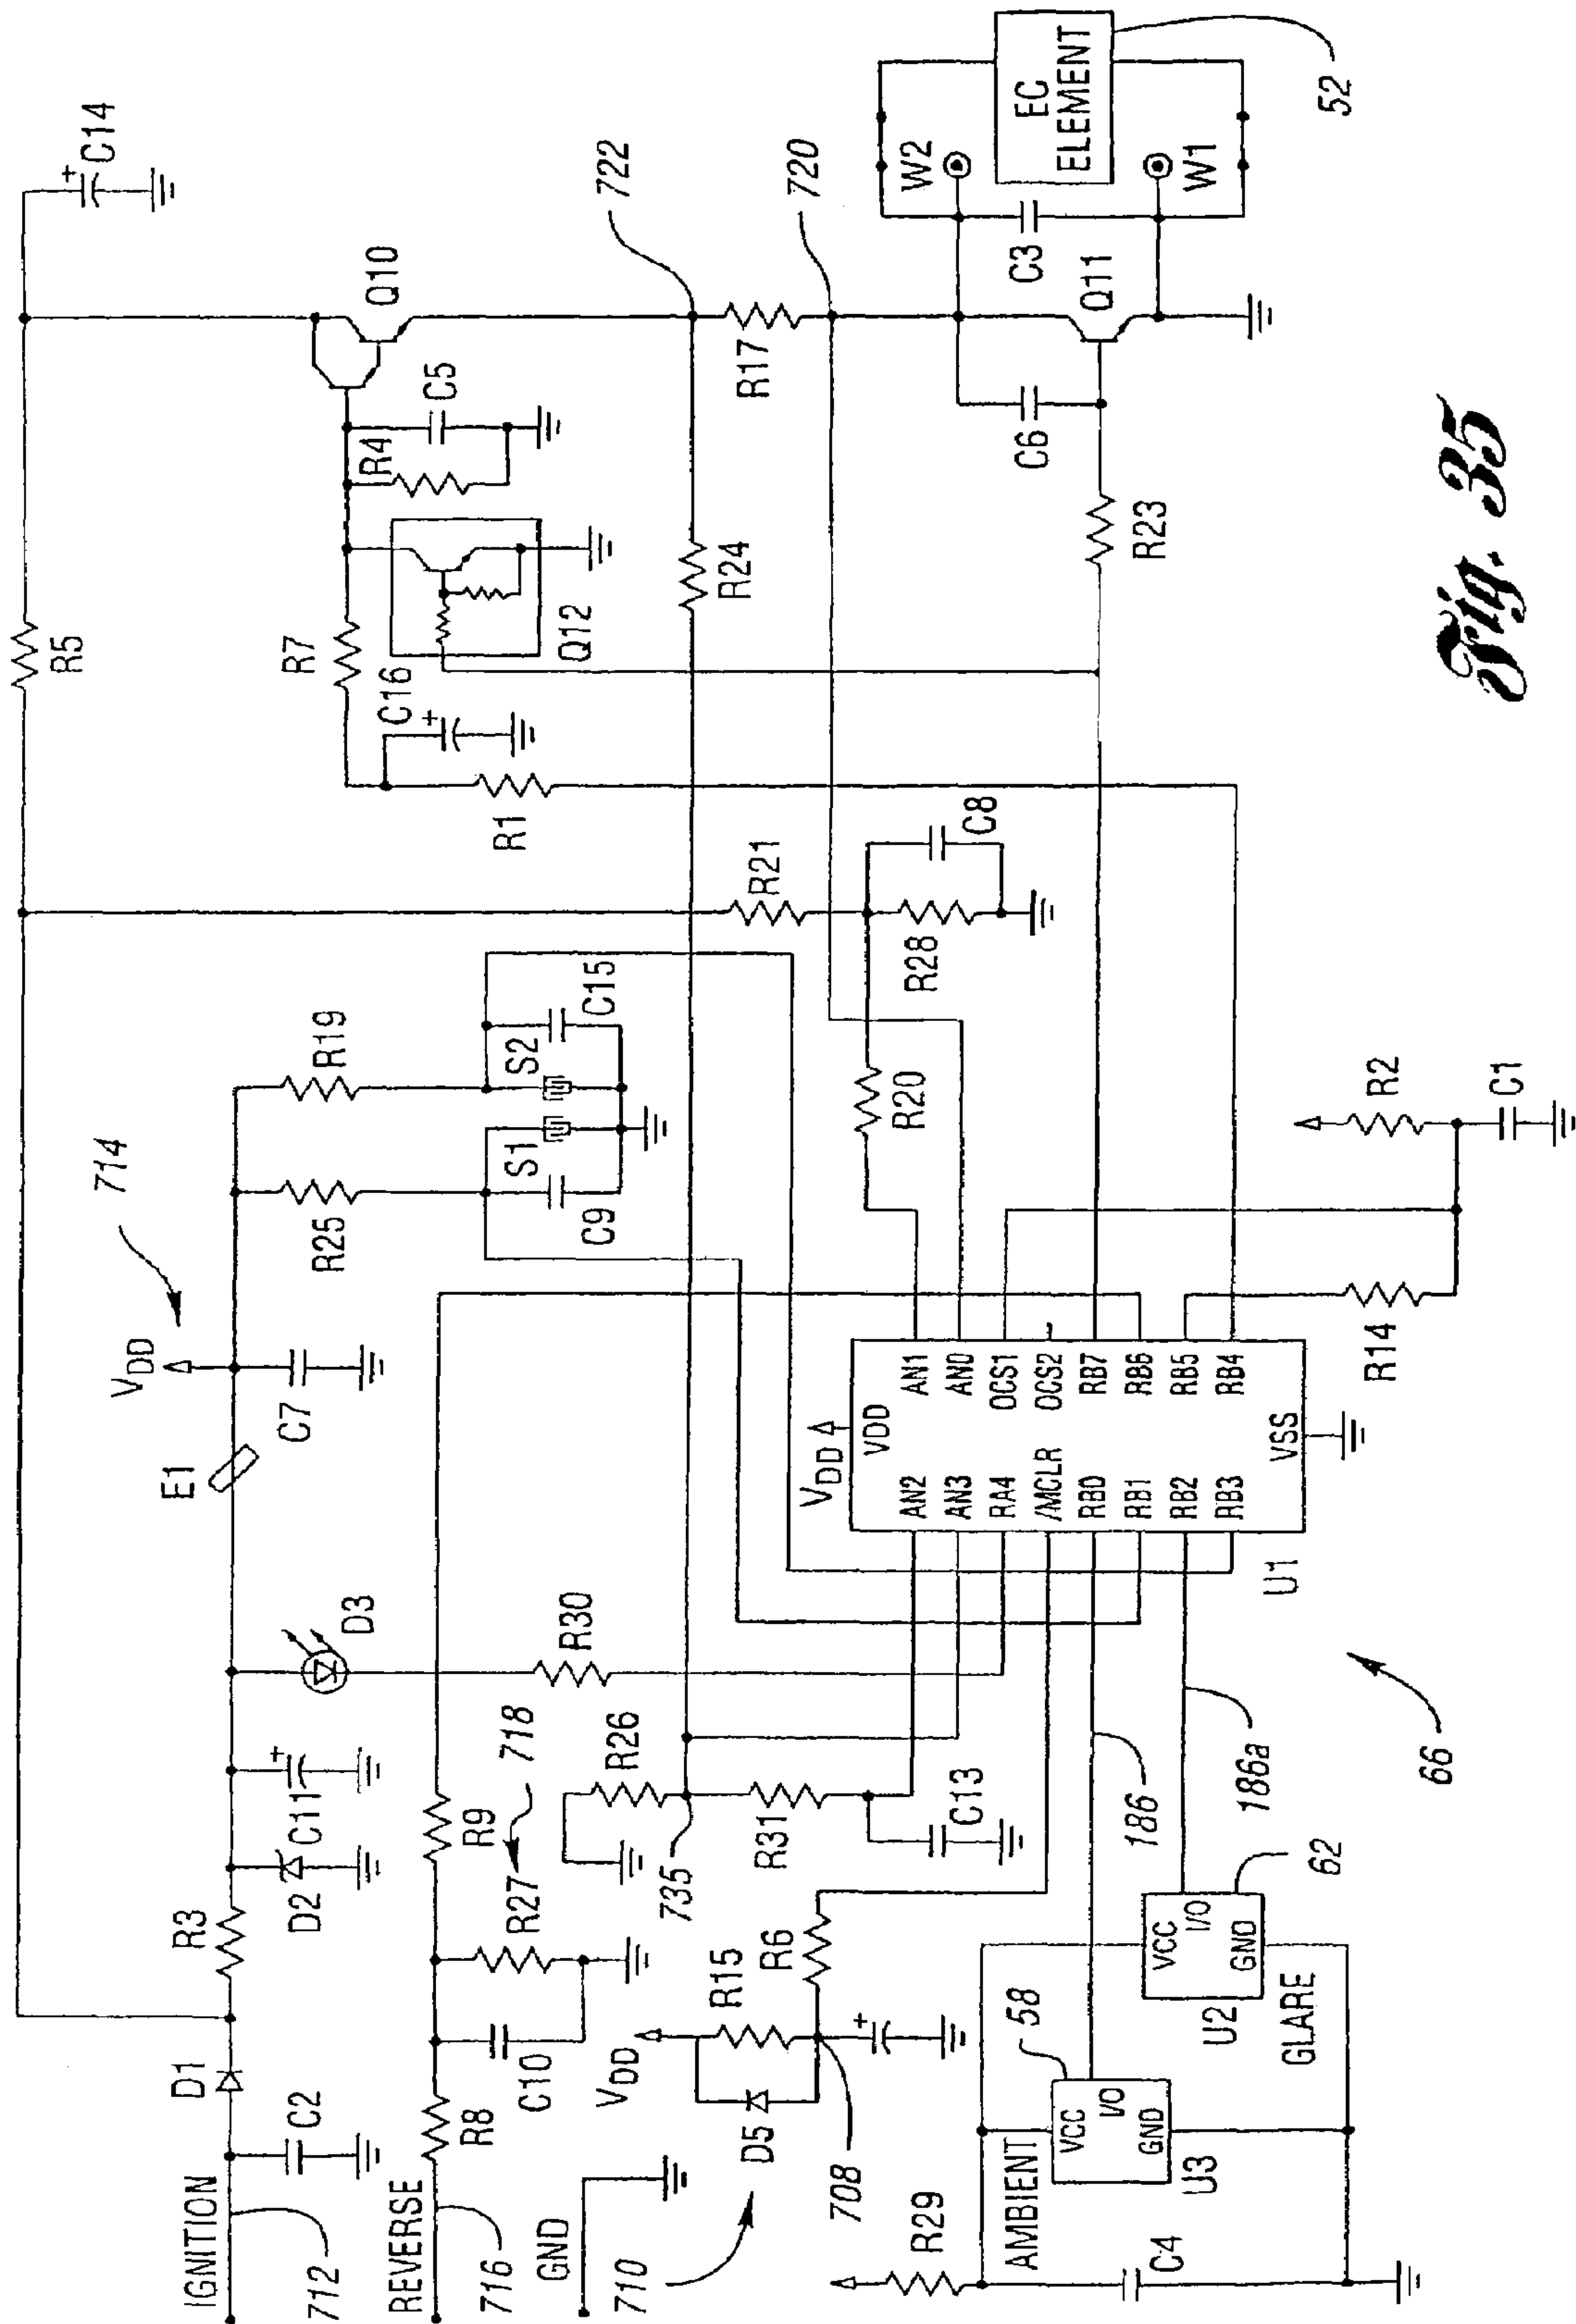 IGNITION
712
C2
D1
R3
D2
C11
+
D3
E1
VDD
714
C7
R25
R19
C9
S1
S2
C15
R5
C14
+
REVERSE
716
R8
C10
R27
718
R9
R30
GND
710
D5
VDD
R15
708
+
R6
735
R26
R31
C13
R21
R28
C8
R20
R1
C16
+
R7
Q12
R4
C5
Q10
R24
722
R17
720
C6
R23
Q11
C3
W2
W1
EC
ELEMENT
52
R29
C4
AMBIENT
58
VCC
I/O
GND
U3
VCC
I/O
GND
U2
GLARE
62
186
186a
66
U1
VDD
VDD
AN2
AN3
RA4
/MCLR
RB0
RB1
RB2
RB3
AN1
AN0
OCS1
OCS2
RB7
RB6
RB5
RB4
VSS
R14
R2
C1
Fig. 35